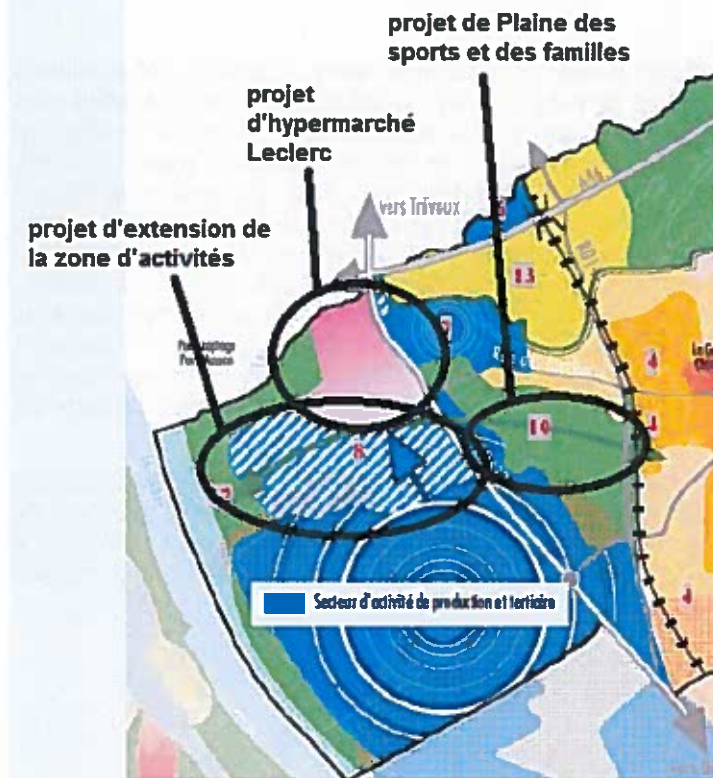 projet de Plaine des
sports et des familles
projet
d'hypermarché
Leclerc
vers Trévoux
projet d'extension de
la zone d'activités
13
4
10
8
Secteur d'activité de production et tertiaire
4